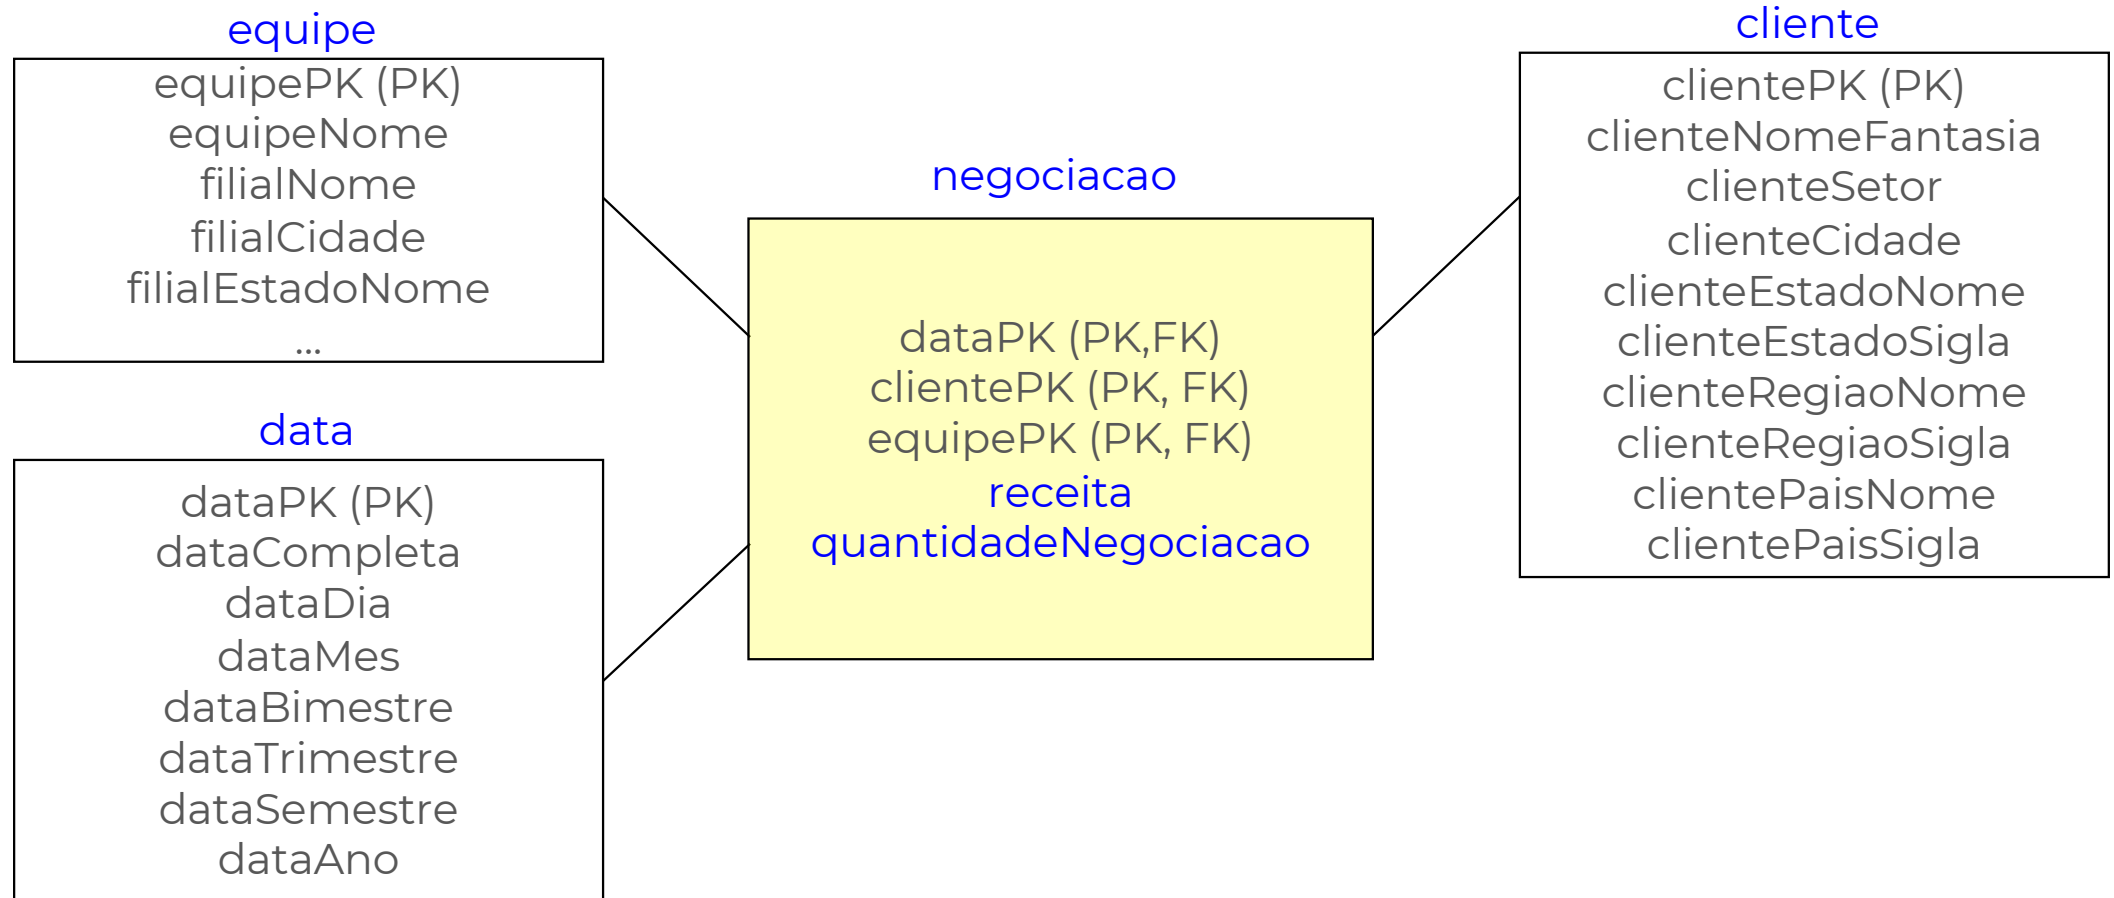 equipe
equipePK (PK)
equipeNome
filialNome
filialCidade
filialEstadoNome
...
data
dataPK (PK)
dataCompleta
dataDia
dataMes
dataBimestre
dataTrimestre
dataSemestre
dataAno
negociacao
dataPK (PK,FK)
clientePK (PK, FK)
equipePK (PK, FK)
receita
quantidadeNegociacao
cliente
clientePK (PK)
clienteNomeFantasia
clienteSetor
clienteCidade
clienteEstadoNome
clienteEstadoSigla
clienteRegiaoNome
clienteRegiaoSigla
clientePaisNome
clientePaisSigla